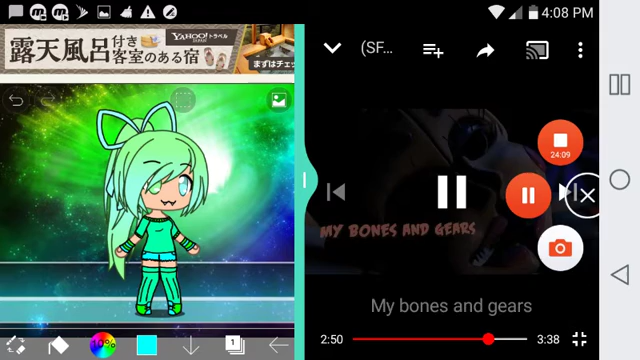 4:08 PM
露天風呂 付き客室のある宿
YAHOO! トラベル
まずはチェッ
(SF...
24:09
MY BONES AND GEARS
My bones and gears
2:50
3:38
10%
1